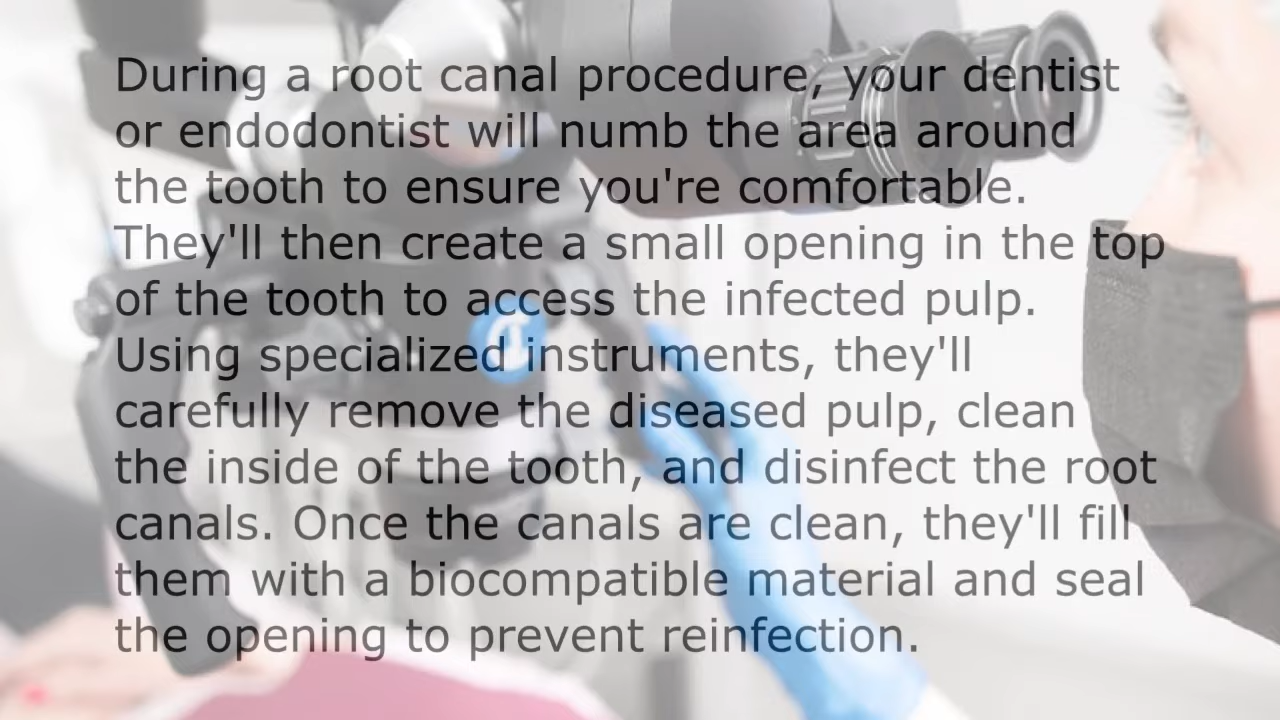 During a root canal procedure, your dentist
or endodontist will numb the area around
the tooth to ensure you're comfortable.
They'll then create a small opening in the top
of the tooth to access the infected pulp.
Using specialized instruments, they'll
carefully remove the diseased pulp, clean
the inside of the tooth, and disinfect the root
canals. Once the canals are clean, they'll fill
them with a biocompatible material and seal
the opening to prevent reinfection.